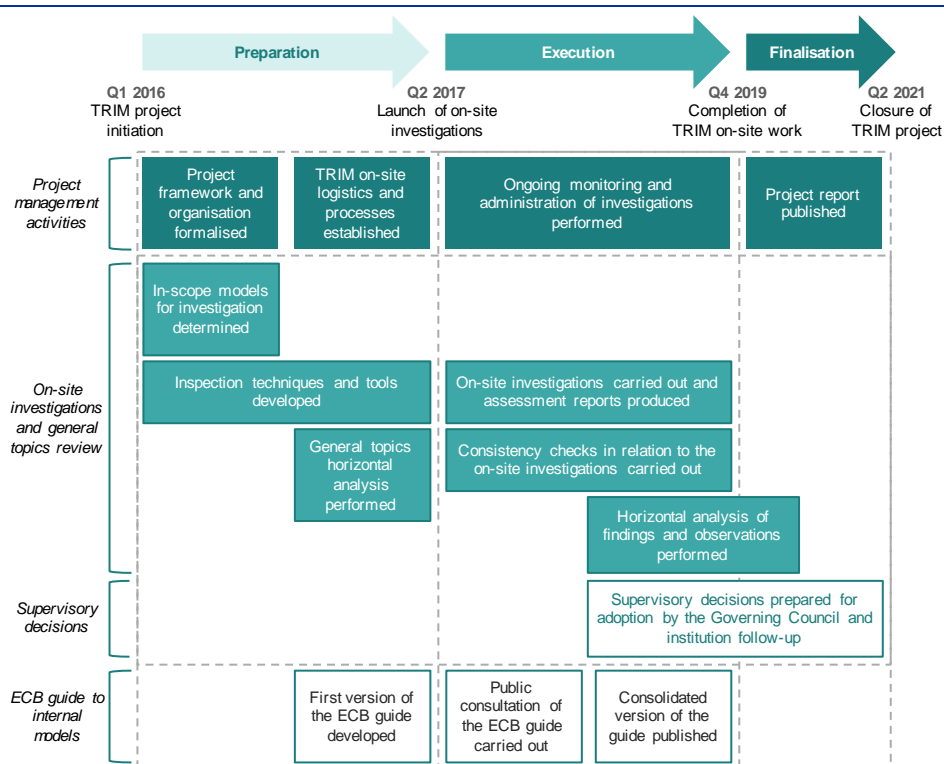 Preparation
Execution
Finalisation
Q1 2016
TRIM project
initiation
Q2 2017
Launch of on-site
investigations
Q4 2019
Completion of
TRIM on-site work
Q2 2021
Closure of
TRIM project
Project
management
activities
Project
framework and
organisation
formalised
TRIM on-site
logistics and
processes
established
Ongoing monitoring and
administration of investigations
performed
Project report
published
On-site
investigations
and general
topics review
In-scope models
for investigation
determined
Inspection techniques and tools
developed
On-site investigations carried out and
assessment reports produced
General topics
horizontal
analysis
performed
Consistency checks in relation to the
on-site investigations carried out
Horizontal analysis of
findings and observations
performed
Supervisory
decisions
Supervisory decisions prepared for
adoption by the Governing Council and
institution follow-up
ECB guide to
internal
models
First version of
the ECB guide
developed
Public
consultation of
the ECB guide
carried out
Consolidated
version of the
guide published